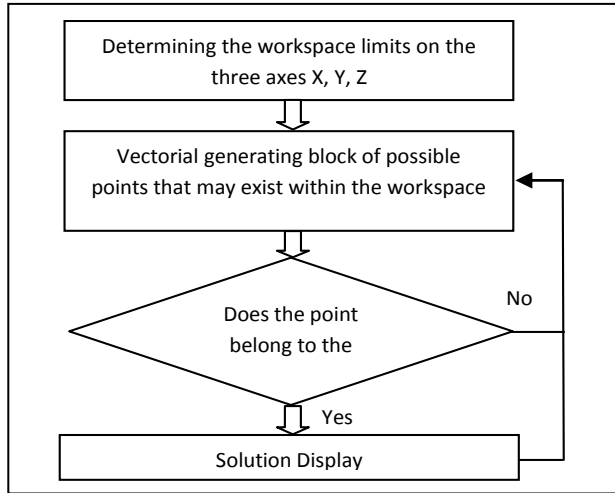 Determining the workspace limits on the
three axes X, Y, Z
Vectorial generating block of possible
points that may exist within the workspace
Does the point
belong to the
No
Yes
Solution Display